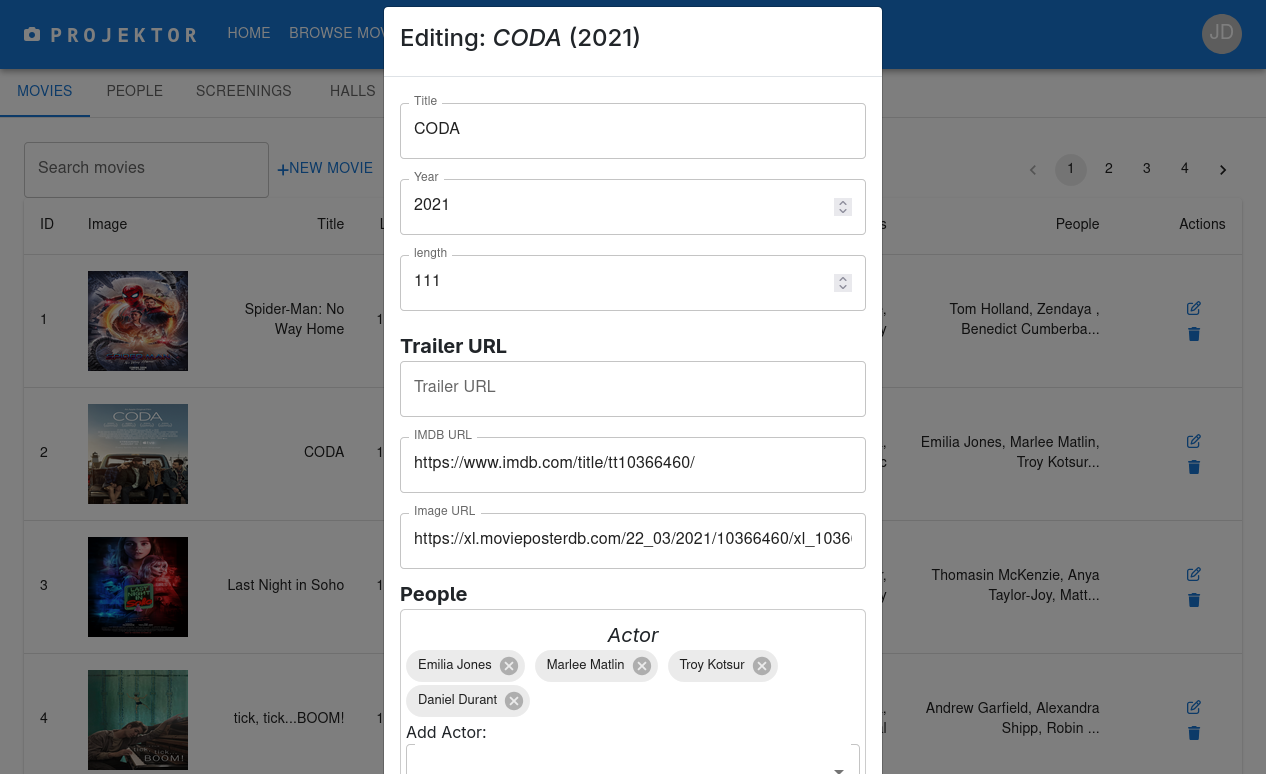 PROJEKTOR HOME BROWSE MOV JD
Editing: CODA (2021)
MOVIES PEOPLE SCREENINGS HALLS
Title
CODA
Search movies
+NEW MOVIE
1 2 3 4
Year
2021
ID Image Title L People Actions
length
111
1 Spider-Man: No Way Home
Tom Holland, Zendaya ,
Benedict Cumberba...
Trailer URL
Trailer URL
IMDB URL
https://www.imdb.com/title/tt10366460/
CODA
2 CODA
Emilia Jones, Marlee Matlin,
Troy Kotsur...
Image URL
https://xl.movieposterdb.com/22_03/2021/10366460/xl_1036
3 Last Night in Soho
LAST NIGHT IN
Thomasin McKenzie, Anya
Taylor-Joy, Matt...
People
Actor
Emilia Jones Marlee Matlin Troy Kotsur
Daniel Durant
Add Actor:
4 tick, tick...BOOM!
tick, tick
BOOM!
Andrew Garfield, Alexandra
Shipp, Robin ...